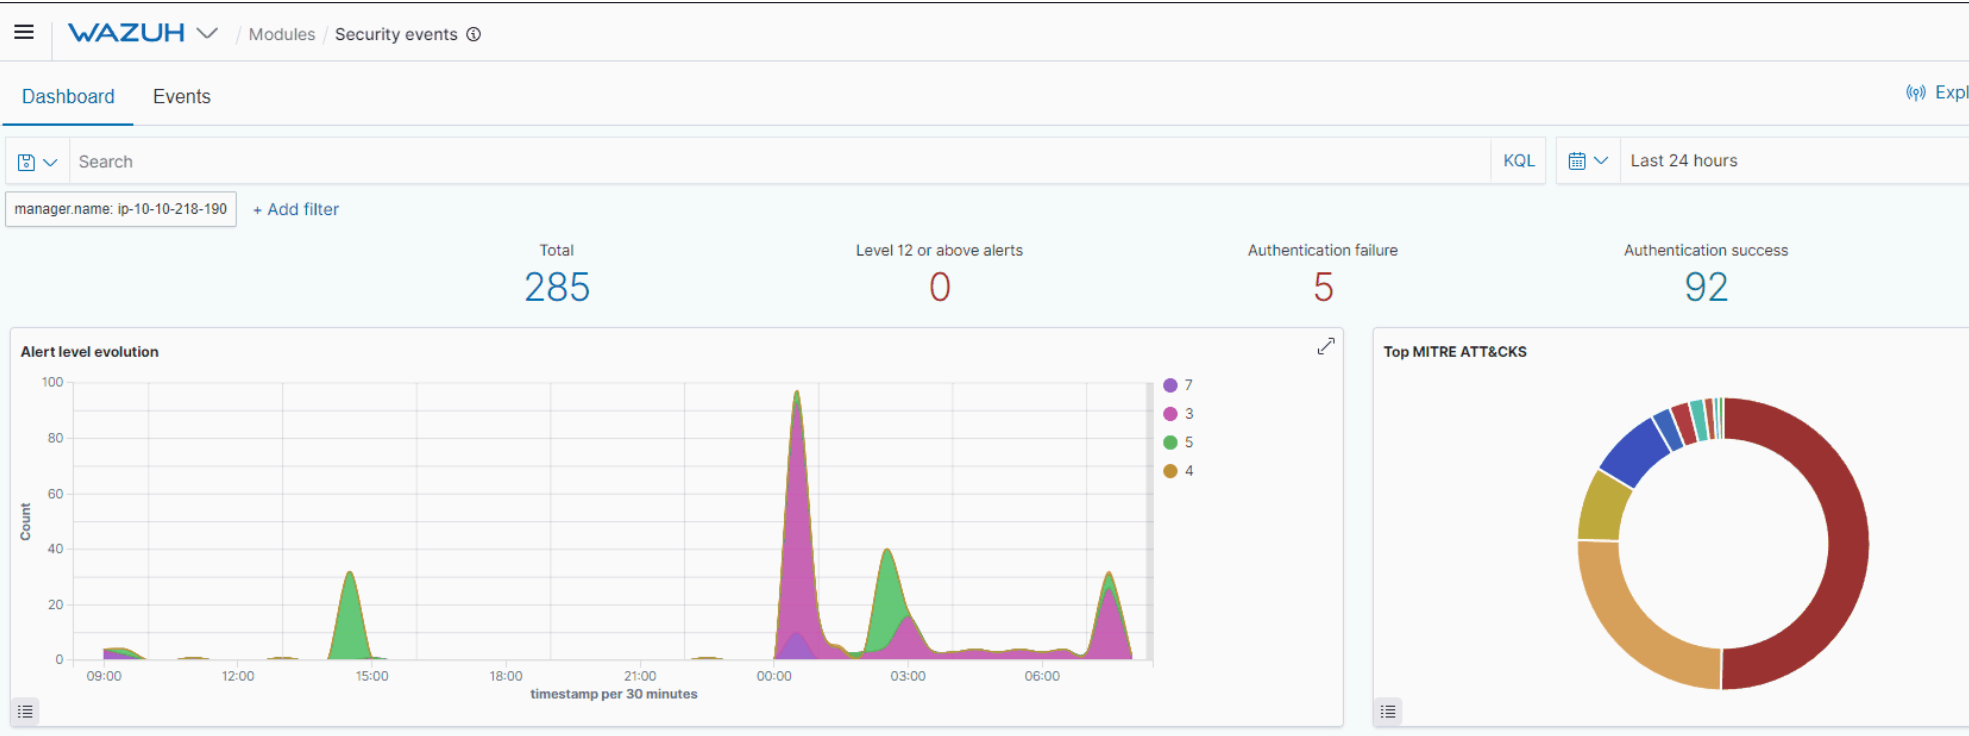 WAZUH / Modules / Security events
Dashboard Events
Expl
Search KQL Last 24 hours
manager.name: ip-10-10-218-190 + Add filter
Total
285
Level 12 or above alerts
0
Authentication failure
5
Authentication success
92
Alert level evolution
100
80
60
40
20
0
Count
09:00 12:00 15:00 18:00 21:00 00:00 03:00 06:00
timestamp per 30 minutes
7
3
5
4
Top MITRE ATT&CKS